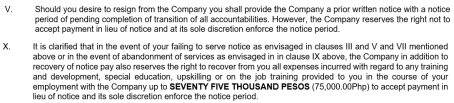 V. Should you desire to resign from the Company you shall provide the Company a prior written notice with a notice
period of pending completion of transition of all accountabilities. However, the Company reserves the right not to
accept payment in lieu of notice and at its sole discretion enforce the notice period.
X. It is clarified that in the event of your failing to serve notice as envisaged in clauses III and V and VII mentioned
above or in the event of abandonment of services as envisaged in in clause IX above, the Company in addition to
recovery of notice pay also reserves the right to recover from you all expenses incurred with regard to any training
and development, special education, upskilling or on the job training provided to you in the course of your
employment with the Company up to SEVENTY FIVE THOUSAND PESOS (75,000.00Php) to accept payment in
lieu of notice and its sole discretion enforce the notice period.